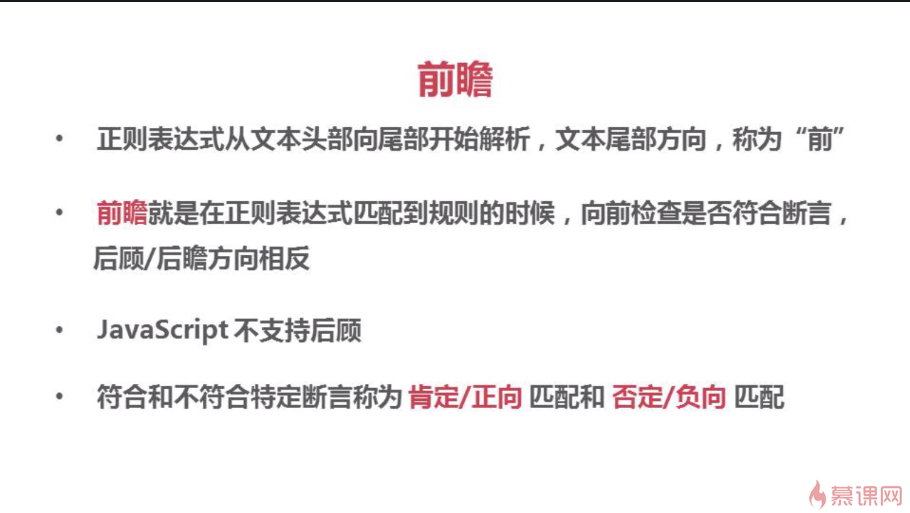 前瞻
• 正则表达式从文本头部向尾部开始解析，文本尾部方向，称为“前”
• 前瞻就是在正则表达式匹配到规则的时候，向前检查是否符合断言，
后顾/后瞻方向相反
• JavaScript 不支持后顾
• 符合和不符合特定断言称为 肯定/正向 匹配和 否定/负向 匹配
慕课网